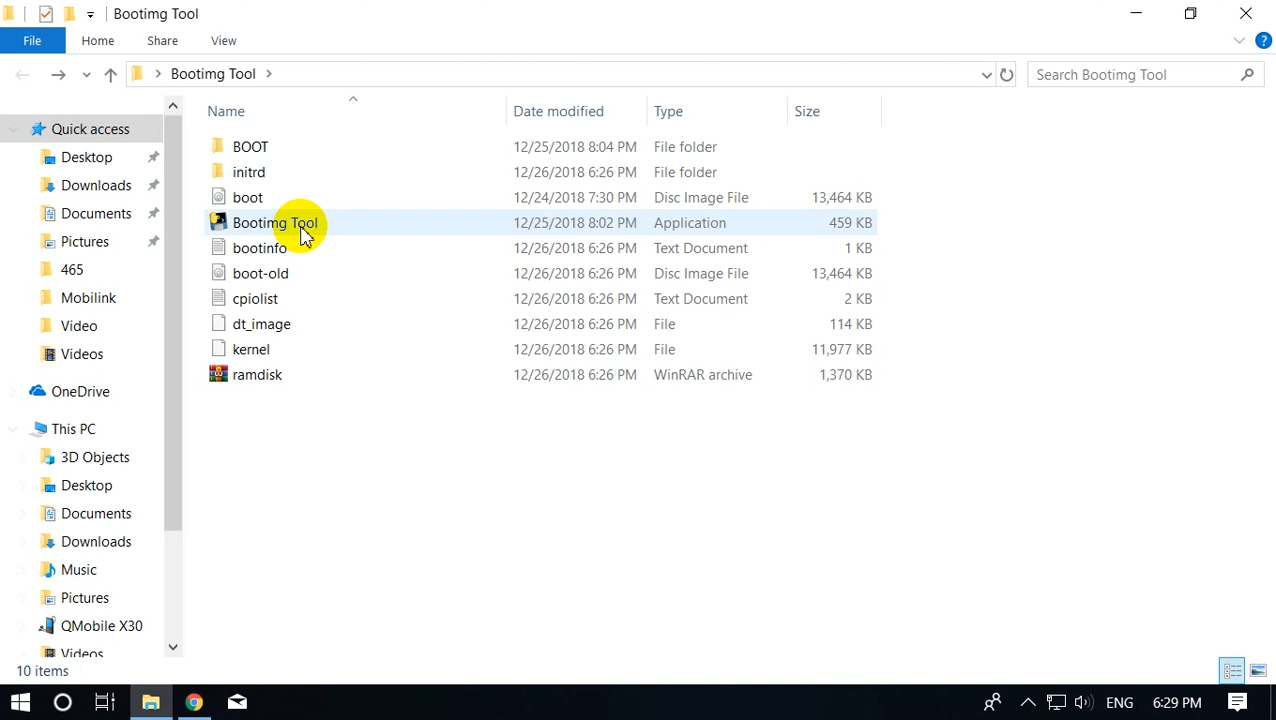 Bootimg Tool
File Home Share View
Bootimg Tool
Search Bootimg Tool
Name Date modified Type Size
BOOT 12/25/2018 8:04 PM File folder
initrd 12/26/2018 6:26 PM File folder
boot 12/24/2018 7:30 PM Disc Image File 13,464 KB
Bootimg Tool 12/25/2018 8:02 PM Application 459 KB
bootinfo 12/26/2018 6:26 PM Text Document 1 KB
boot-old 12/26/2018 6:26 PM Disc Image File 13,464 KB
cpiolist 12/26/2018 6:26 PM Text Document 2 KB
dt_image 12/26/2018 6:26 PM File 114 KB
kernel 12/26/2018 6:26 PM File 11,977 KB
ramdisk 12/26/2018 6:26 PM WinRAR archive 1,370 KB
Quick access
Desktop
Downloads
Documents
Pictures
465
Mobilink
Video
Videos
OneDrive
This PC
3D Objects
Desktop
Documents
Downloads
Music
Pictures
QMobile X30
Videos
10 items
ENG 6:29 PM